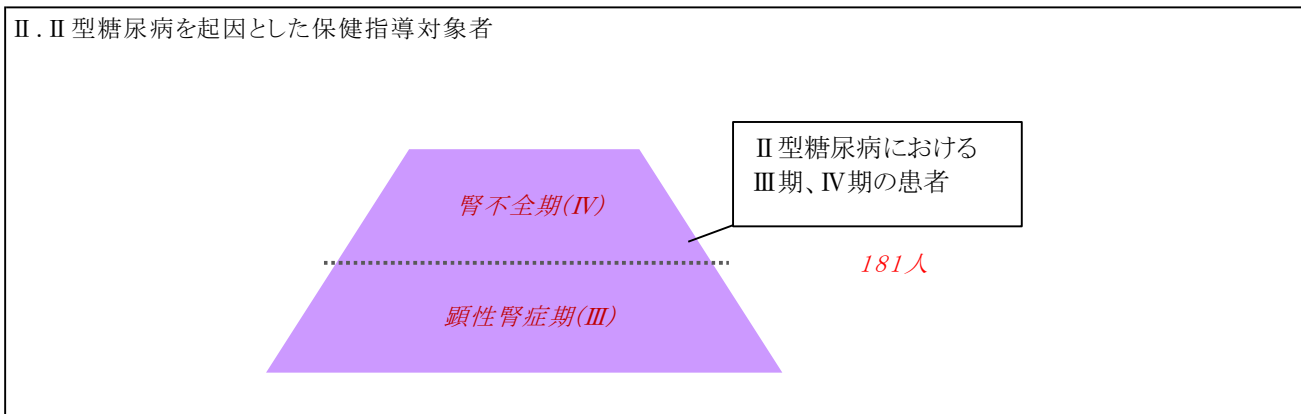 Ⅱ.Ⅱ型糖尿病を起因とした保健指導対象者
Ⅱ型糖尿病における
Ⅲ期、Ⅳ期の患者
腎不全期(Ⅳ)
181人
顕性腎症期(Ⅲ)